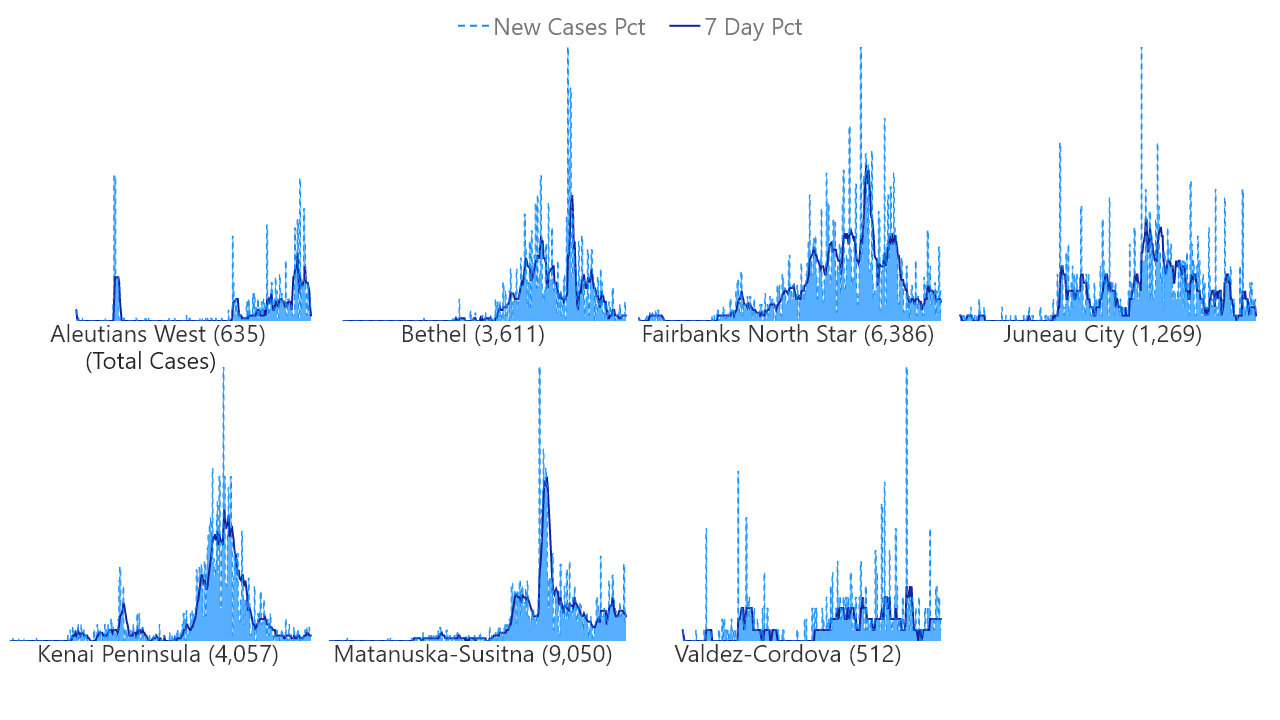 New Cases Pct 7 Day Pct
Aleutians West (635) Bethel (3,611) Fairbanks North Star (6,386) Juneau City (1,269)
(Total Cases)
Kenai Peninsula (4,057) Matanuska-Susitna (9,050) Valdez-Cordova (512)